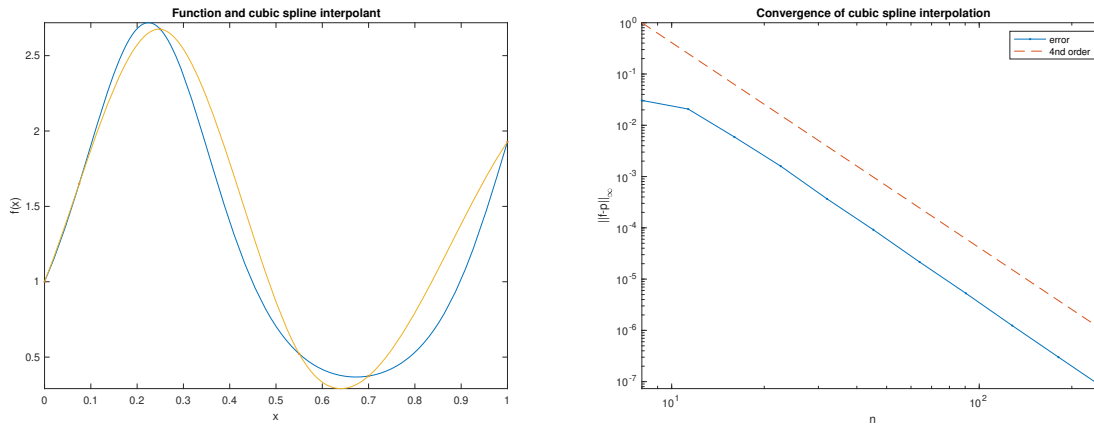 Function and cubic spline interpolant
f(x)
2.5
2
1.5
1
0.5
0 0.1 0.2 0.3 0.4 0.5 0.6 0.7 0.8 0.9 1
x
Convergence of cubic spline interpolation
||f-p||∞
10^0
10^-1
10^-2
10^-3
10^-4
10^-5
10^-6
10^-7
10^1 10^2
n
error
4nd order